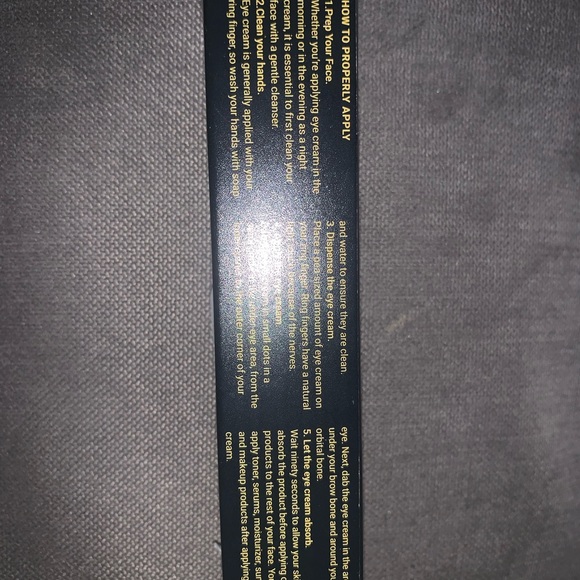 HOW TO PROPERLY APPLY
1.Prep Your Face.
Whether you're applying eye cream in the
morning or in the evening as a night
cream, it is essential to first clean your
face with a gentle cleanser.
2.Clean your hands.
Eye cream is generally applied with your
ring finger, so wash your hands with soap
and water to ensure they are clean.
3. Dispense the eye cream.
Place a pea-sized amount of eye cream on
your ring finger. Ring fingers have a natural
because of the nerves.
cream.
small dots in a
under-eye area, from the
to the outer corner of your
eye. Next, dab the eye cream in the
under your brow bone and around
orbital bone.
5. Let the eye cream absorb.
Wait ninety seconds to allow your
absorb the product before applying
products to the rest of your face.
apply toner, serums, moisturizer,
and makeup products after applying
cream.